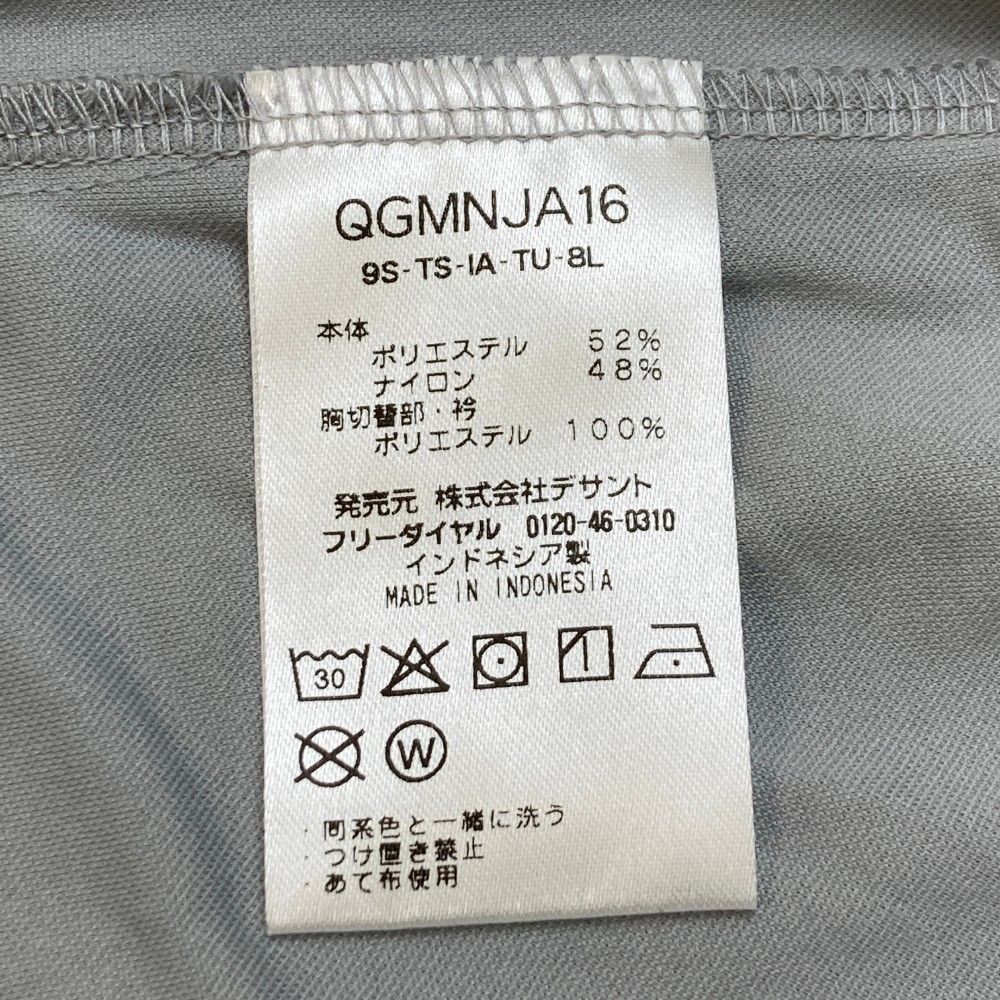 QGMNJA16
9S-TS-IA-TU-8L
本体
ポリエステル 52%
ナイロン 48%
胸切替部・衿
ポリエステル 100%
発売元 株式会社デサント
フリーダイヤル 0120-46-0310
インドネシア製
MADE IN INDONESIA
30
W
・同系色と一緒に洗う
・つけ置き禁止
・あて布使用